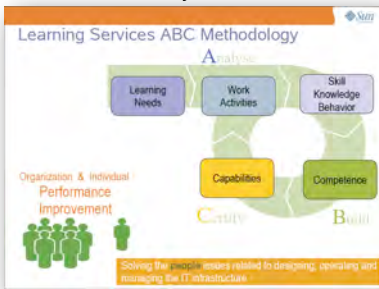 Sun
Learning Services ABC Methodology
Analyse
Learning
Needs
Work
Activities
Skill
Knowledge
Behavior
Organization & Individual
Performance
Improvement
Capabilities
Competence
Certify
Build
Solving the people issues related to designing, operating and
managing the IT infrastructure